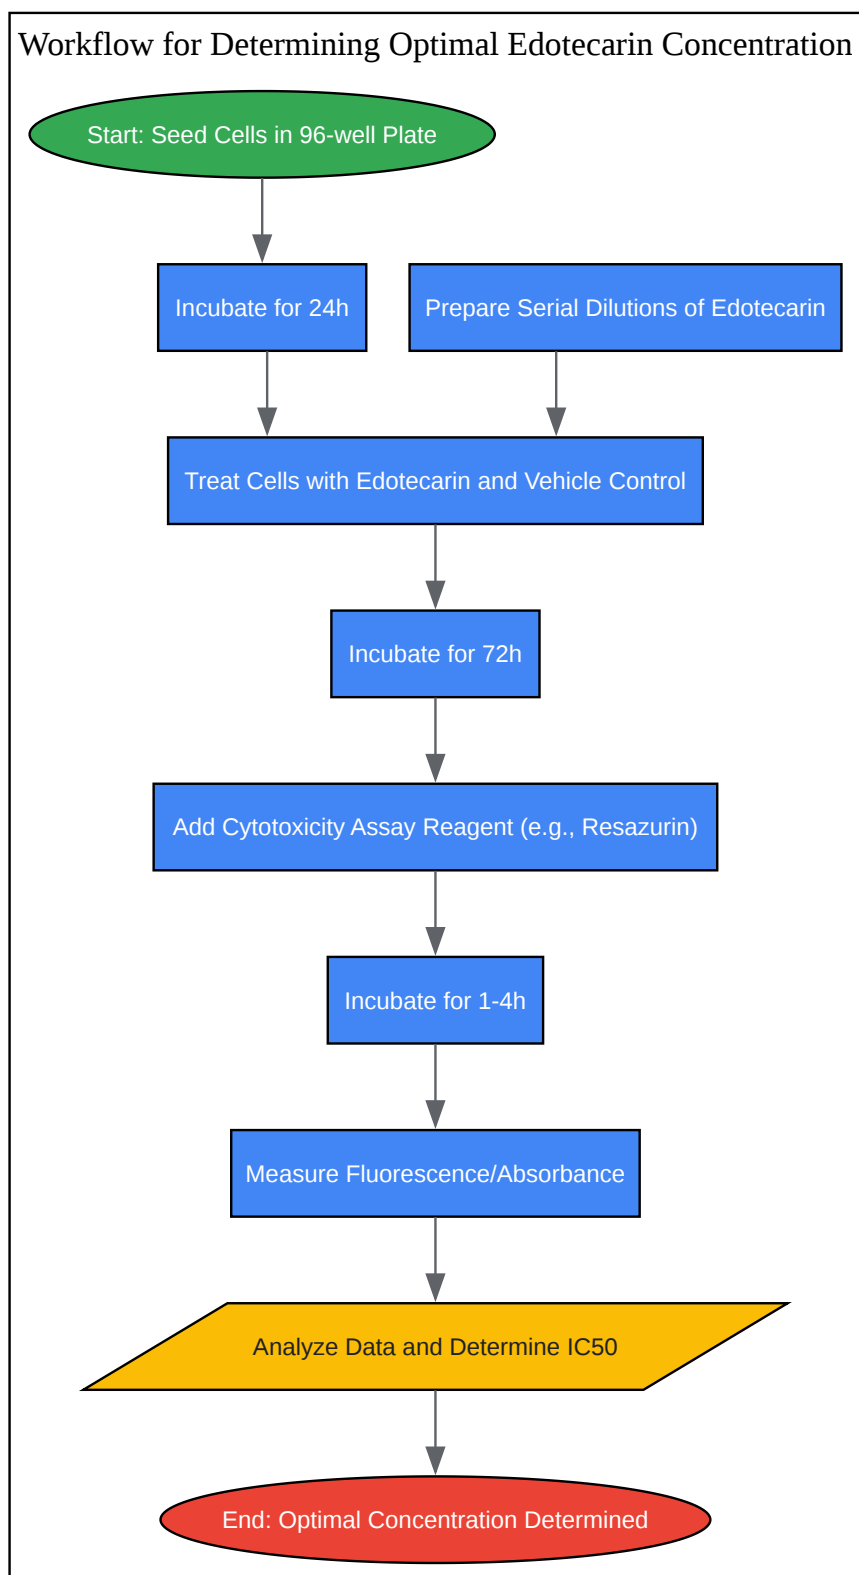 Workflow for Determining Optimal Edotecarin Concentration
Start: Seed Cells in 96-well Plate
Incubate for 24h
Prepare Serial Dilutions of Edotecarin
Treat Cells with Edotecarin and Vehicle Control
Incubate for 72h
Add Cytotoxicity Assay Reagent (e.g., Resazurin)
Incubate for 1-4h
Measure Fluorescence/Absorbance
Analyze Data and Determine IC50
End: Optimal Concentration Determined